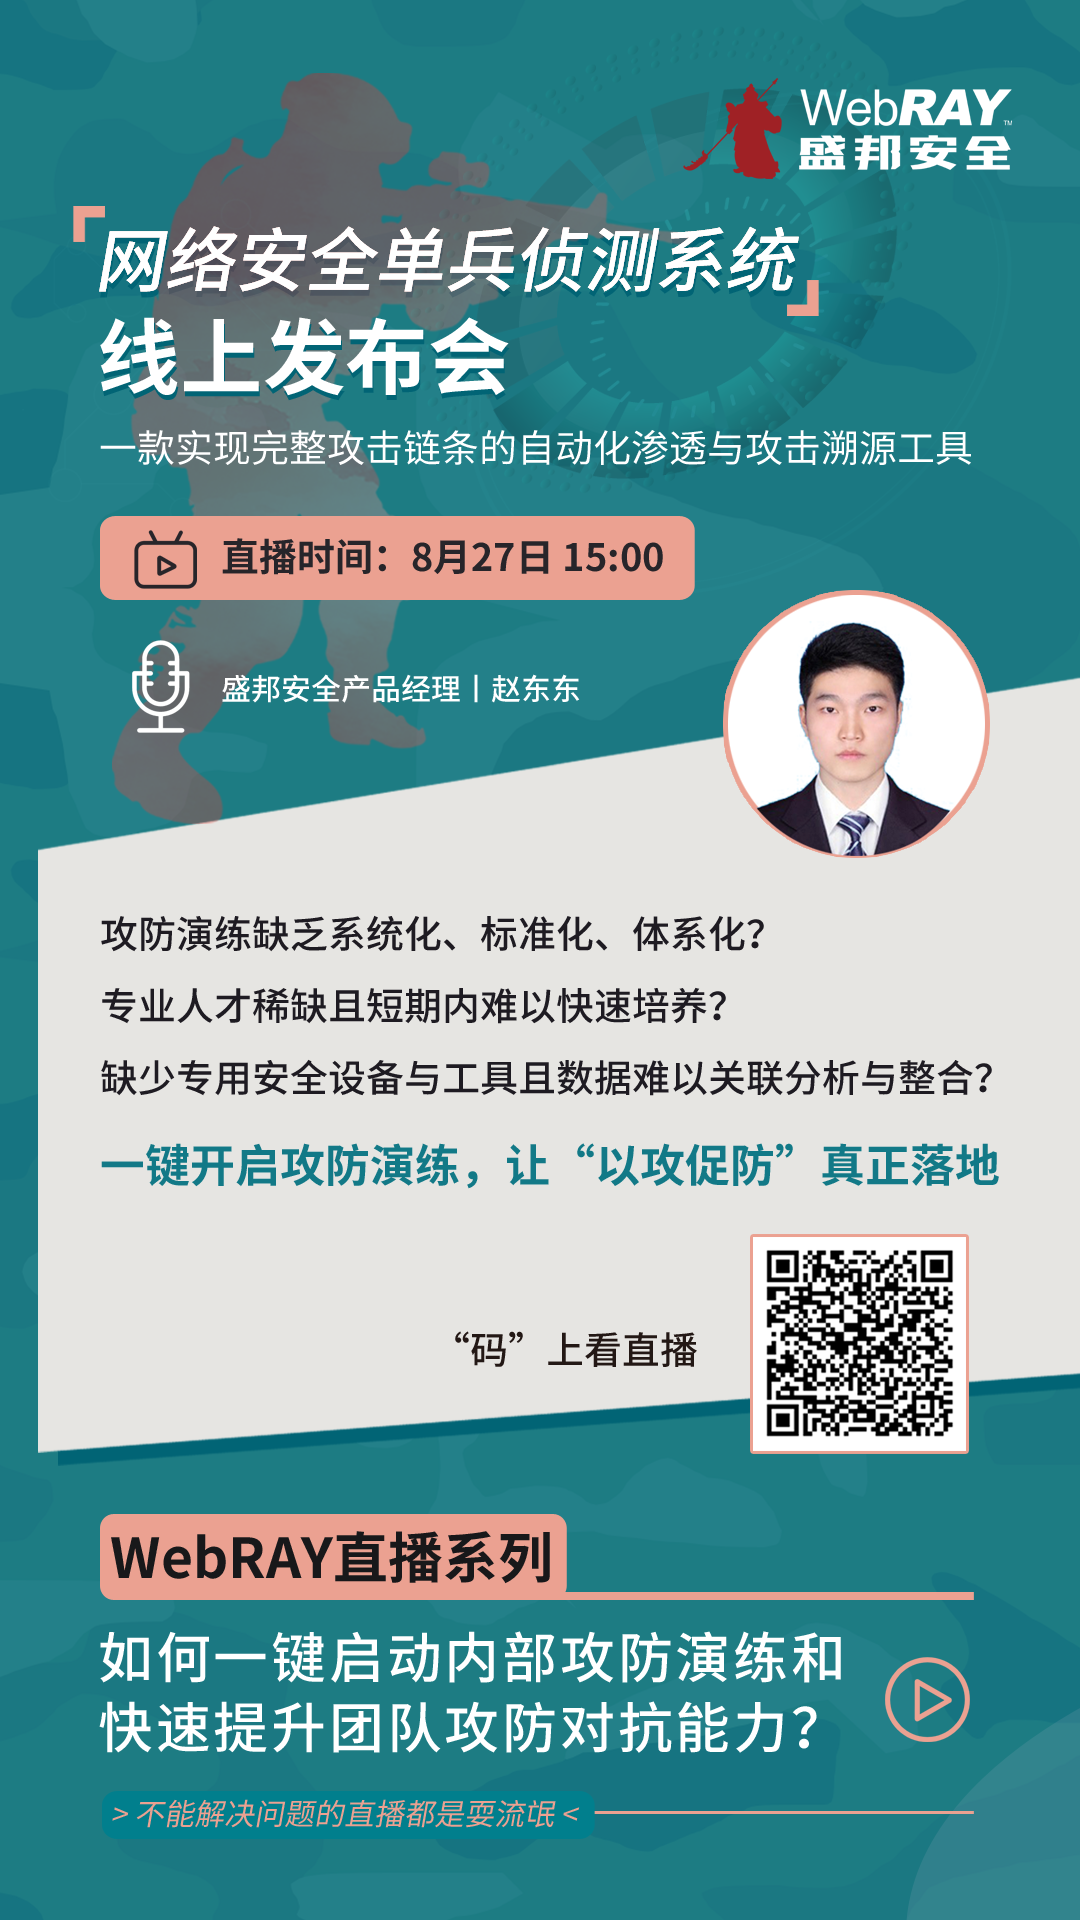 WebRAY™
盛邦安全
网络安全单兵侦测系统
线上发布会
一款实现完整攻击链条的自动化渗透与攻击溯源工具
直播时间：8月27日 15:00
盛邦安全产品经理丨赵东东
攻防演练缺乏系统化、标准化、体系化？
专业人才稀缺且短期内难以快速培养？
缺少专用安全设备与工具且数据难以关联分析与整合？
一键开启攻防演练，让“以攻促防”真正落地
“码”上看直播
WebRAY直播系列
如何一键启动内部攻防演练和
快速提升团队攻防对抗能力？
> 不能解决问题的直播都是耍流氓 <